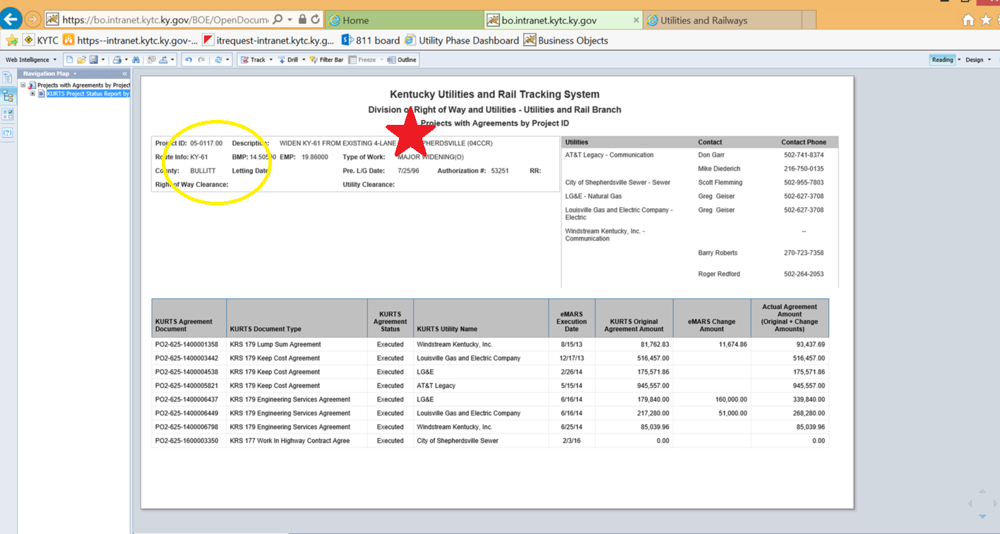 https://bo.intranet.kytc.ky.gov/BOE/OpenDocum
Home
bo.intranet.kytc.ky.gov
Utilities and Railways
KYTC
https--intranet.kytc.ky.gov-...
itrequest-intranet.kytc.ky.g...
811 board
Utility Phase Dashboard
Business Objects
Web Intelligence
Track
Drill
Filter Bar
Freeze
Outline
Reading
Design
Navigation Map
Projects with Agreements by Project
KURTS Project Status Report by
Kentucky Utilities and Rail Tracking System
Division of Right of Way and Utilities - Utilities and Rail Branch
Projects with Agreements by Project ID
Project ID: 05-0117.00 Description: WIDEN KY-61 FROM EXISTING 4-LANE PHERDSVILLE (04CCR)
Route Info: KY-61 BMP: 14.50500 EMP: 19.86000 Type of Work: MAJOR WIDENING(O)
County: BULLITT Letting Date: Pre. L/G Date: 7/25/96 Authorization #: 53251 RR:
Right of Way Clearance: Utility Clearance:
Utilities Contact Contact Phone
AT&T Legacy - Communication Don Garr 502-741-8374
Mike Diederich 216-750-0135
City of Shepherdsville Sewer - Sewer Scott Flemming 502-955-7803
LG&E - Natural Gas Greg Geiser 502-627-3708
Louisville Gas and Electric Company - Greg Geiser 502-627-3708
Electric
Windstream Kentucky, Inc. - --
Communication
Barry Roberts 270-723-7358
Roger Redford 502-264-2053
KURTS Agreement Document KURTS Document Type KURTS Agreement Status KURTS Utility Name eMARS Execution Date KURTS Original Agreement Amount eMARS Change Amount Actual Agreement Amount (Original + Change Amounts)
PO2-625-1400001358 KRS 179 Lump Sum Agreement Executed Windstream Kentucky, Inc. 8/15/13 81,762.83 11,674.86 93,437.69
PO2-625-1400003442 KRS 179 Keep Cost Agreement Executed Louisville Gas and Electric Company 12/17/13 516,457.00 516,457.00
PO2-625-1400004538 KRS 179 Keep Cost Agreement Executed LG&E 2/26/14 175,571.86 175,571.86
PO2-625-1400005821 KRS 179 Keep Cost Agreement Executed AT&T Legacy 5/15/14 945,557.00 945,557.00
PO2-625-1400006437 KRS 179 Engineering Services Agreement Executed LG&E 6/16/14 179,840.00 160,000.00 339,840.00
PO2-625-1400006449 KRS 179 Engineering Services Agreement Executed Louisville Gas and Electric Company 6/16/14 217,280.00 51,000.00 268,280.00
PO2-625-1400006798 KRS 179 Engineering Services Agreement Executed Windstream Kentucky, Inc. 6/25/14 85,039.96 85,039.96
PO2-625-1600003350 KRS 177 Work In Highway Contract Agree Executed City of Shepherdsville Sewer 2/3/16 0.00 0.00